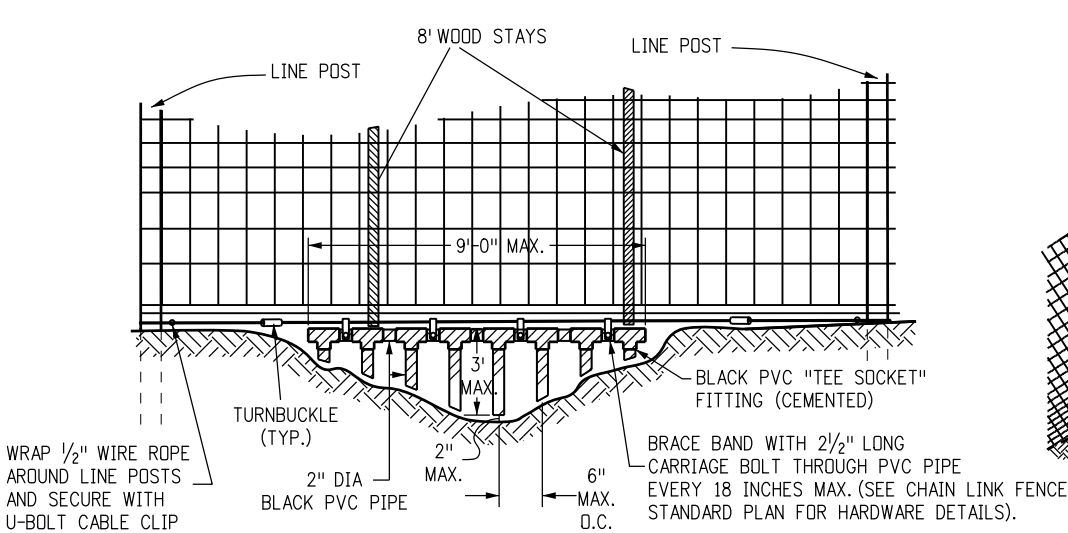 8' WOOD STAYS
LINE POST
LINE POST
9'-0" MAX.
3'
MAX.
BLACK PVC "TEE SOCKET"
FITTING (CEMENTED)
TURNBUCKLE
(TYP.)
WRAP 1/2" WIRE ROPE
AROUND LINE POSTS
AND SECURE WITH
U-BOLT CABLE CLIP
2" DIA
BLACK PVC PIPE
2"
MAX.
6"
MAX.
O.C.
BRACE BAND WITH 2 1/2" LONG
CARRIAGE BOLT THROUGH PVC PIPE
EVERY 18 INCHES MAX. (SEE CHAIN LINK FENCE
STANDARD PLAN FOR HARDWARE DETAILS).